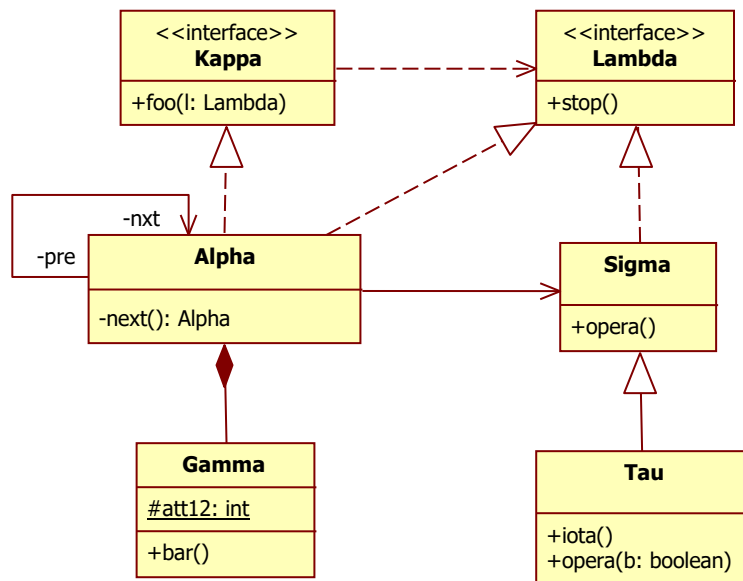 <<interface>>
Kappa
+foo(l: Lambda)
<<interface>>
Lambda
+stop()
-nxt
-pre
Alpha
-next(): Alpha
Sigma
+opera()
Gamma
#att12: int
+bar()
Tau
+iota()
+opera(b: boolean)